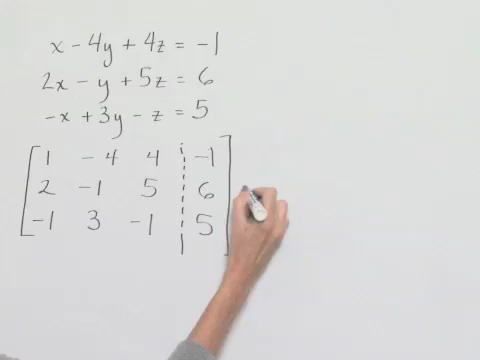 x - 4y + 4z = -1
2x - y + 5z = 6
-x + 3y - z = 5
1 -4 4 -1
2 -1 5 6
-1 3 -1 5